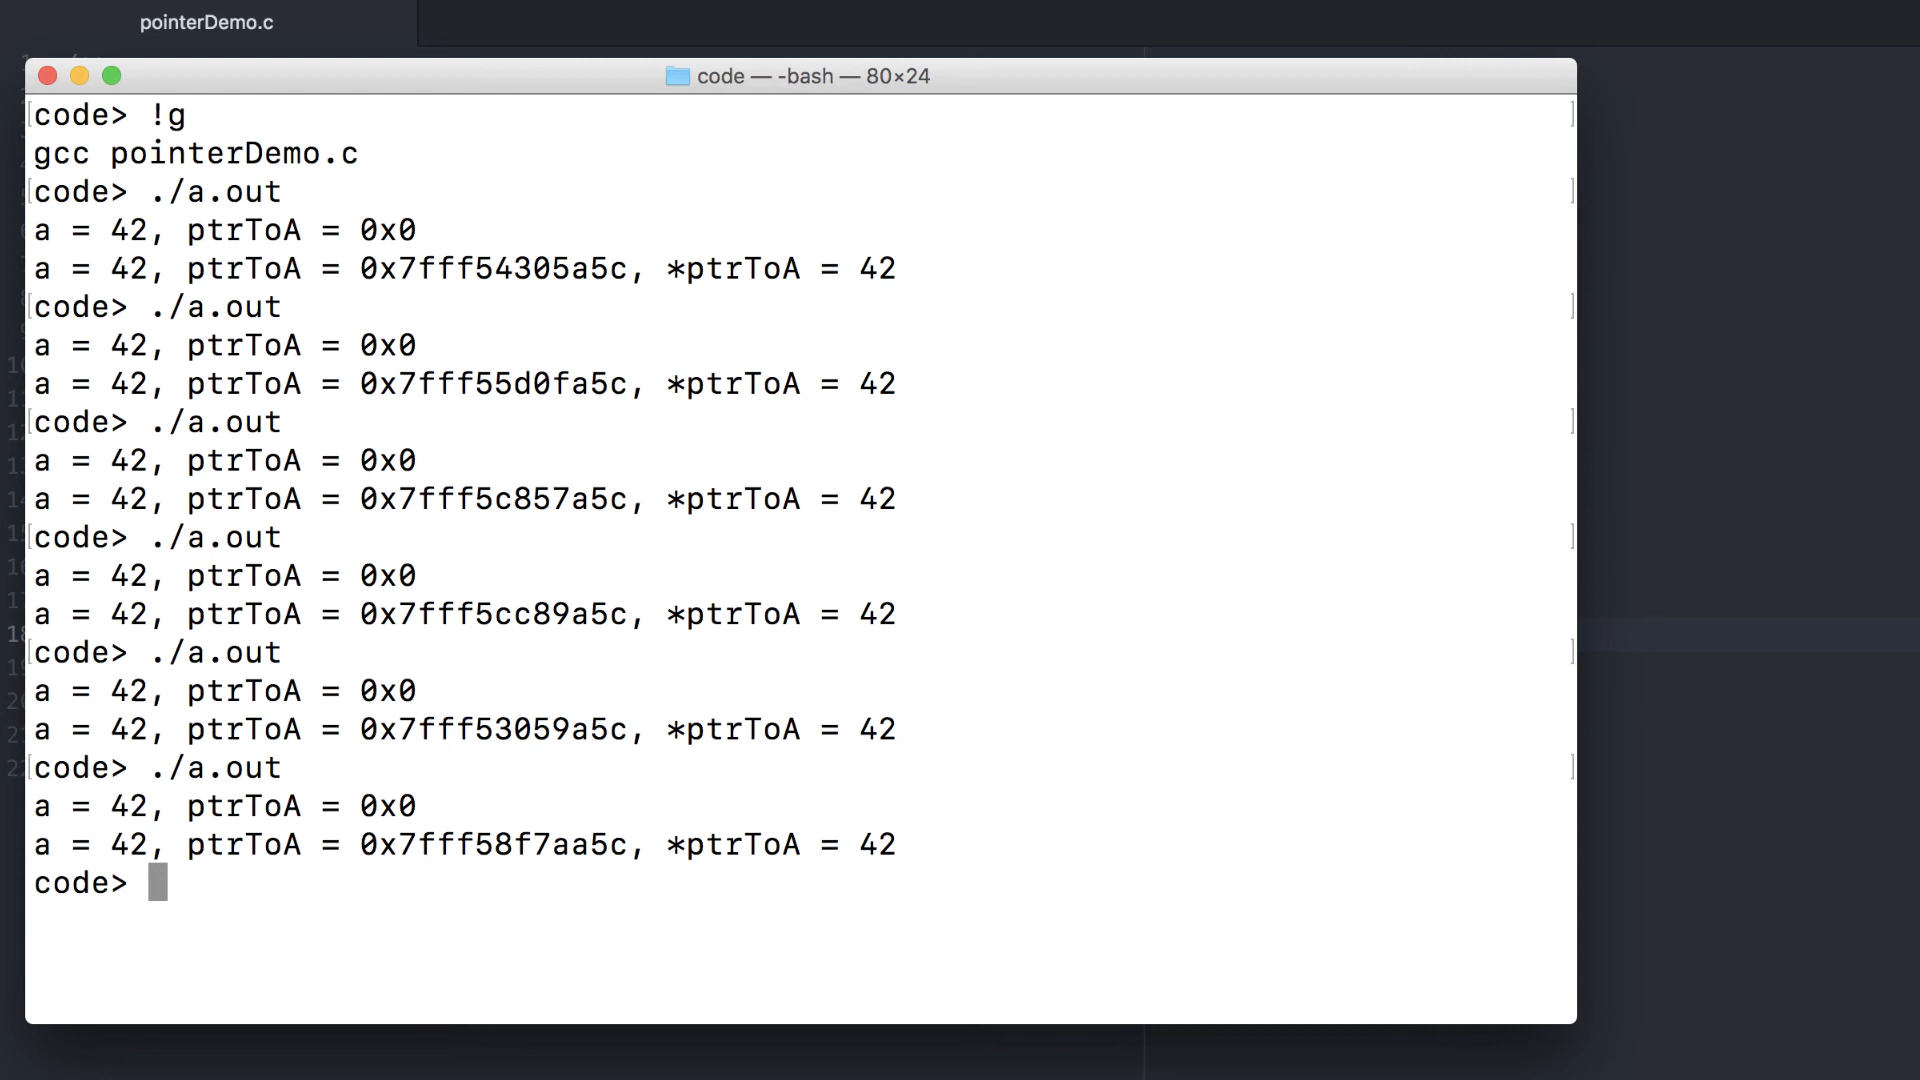 pointerDemo.c
code — -bash — 80×24
code> !g
gcc pointerDemo.c
code> ./a.out
a = 42, ptrToA = 0x0
a = 42, ptrToA = 0x7fff54305a5c, *ptrToA = 42
code> ./a.out
a = 42, ptrToA = 0x0
a = 42, ptrToA = 0x7fff55d0fa5c, *ptrToA = 42
code> ./a.out
a = 42, ptrToA = 0x0
a = 42, ptrToA = 0x7fff5c857a5c, *ptrToA = 42
code> ./a.out
a = 42, ptrToA = 0x0
a = 42, ptrToA = 0x7fff5cc89a5c, *ptrToA = 42
code> ./a.out
a = 42, ptrToA = 0x0
a = 42, ptrToA = 0x7fff53059a5c, *ptrToA = 42
code> ./a.out
a = 42, ptrToA = 0x0
a = 42, ptrToA = 0x7fff58f7aa5c, *ptrToA = 42
code>